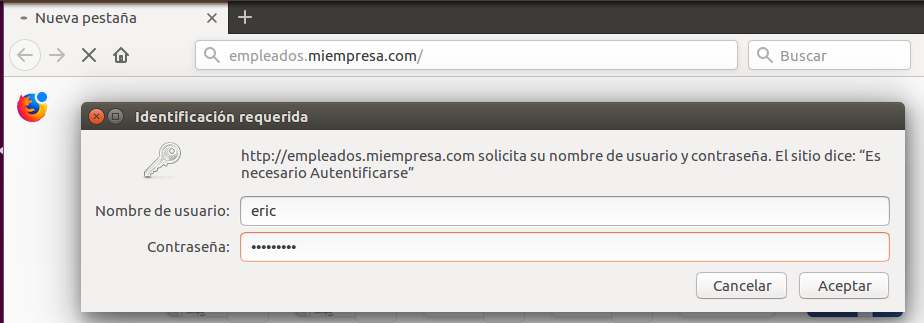 Nueva pestaña
empleados.miempresa.com/
Buscar
Identificación requerida
http://empleados.miempresa.com solicita su nombre de usuario y contraseña. El sitio dice: “Es
necesario Autentificarse”
Nombre de usuario: eric
Contraseña: •••••••••
Cancelar Aceptar